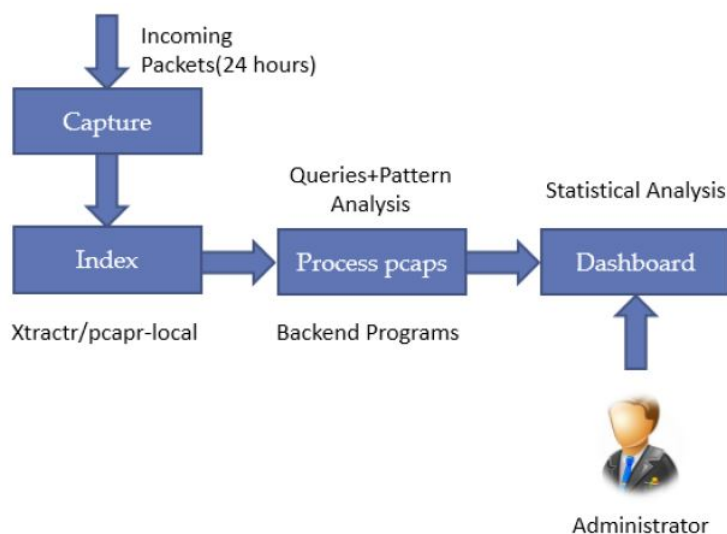 Incoming
Packets(24 hours)
Capture
Queries+Pattern
Analysis
Statistical Analysis
Index
Process pcaps
Dashboard
Xtractr/pcapr-local
Backend Programs
Administrator